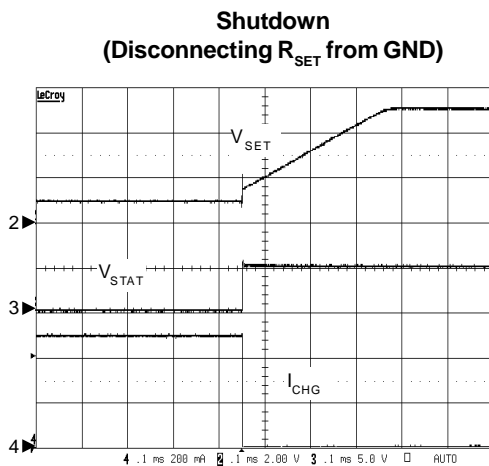 Shutdown
(Disconnecting RSET from GND)
LeCroy
VSET
2
VSTAT
3
ICHG
4
4 .1 ms 200 mA 2 .1 ms 2.00 V 3 .1 ms 5.0 V AUTO